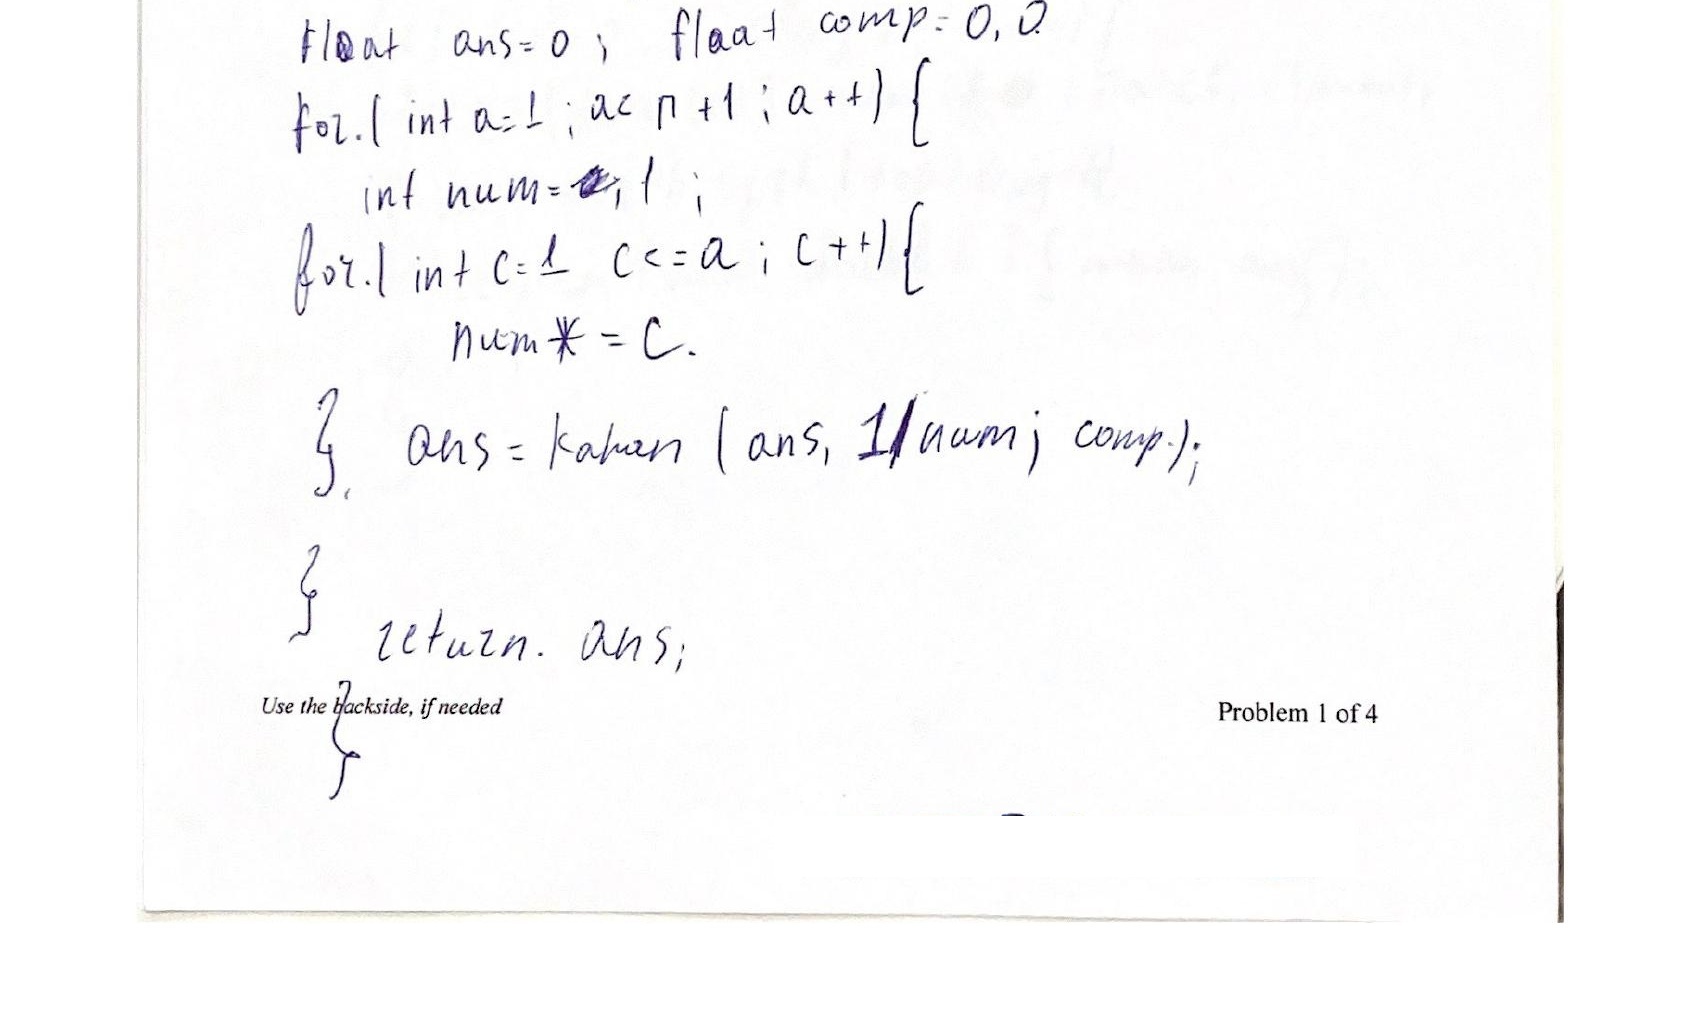 float ans=0; float comp=0,0
for.( int a=1; a< n+1; a++) {
int num= 1;
for.( int c=1 c<=a; c++) {
num*=c.
}. ans = kahan (ans, 1/num; comp.);
}
return. ans;
Use the backside, if needed
Problem 1 of 4
}